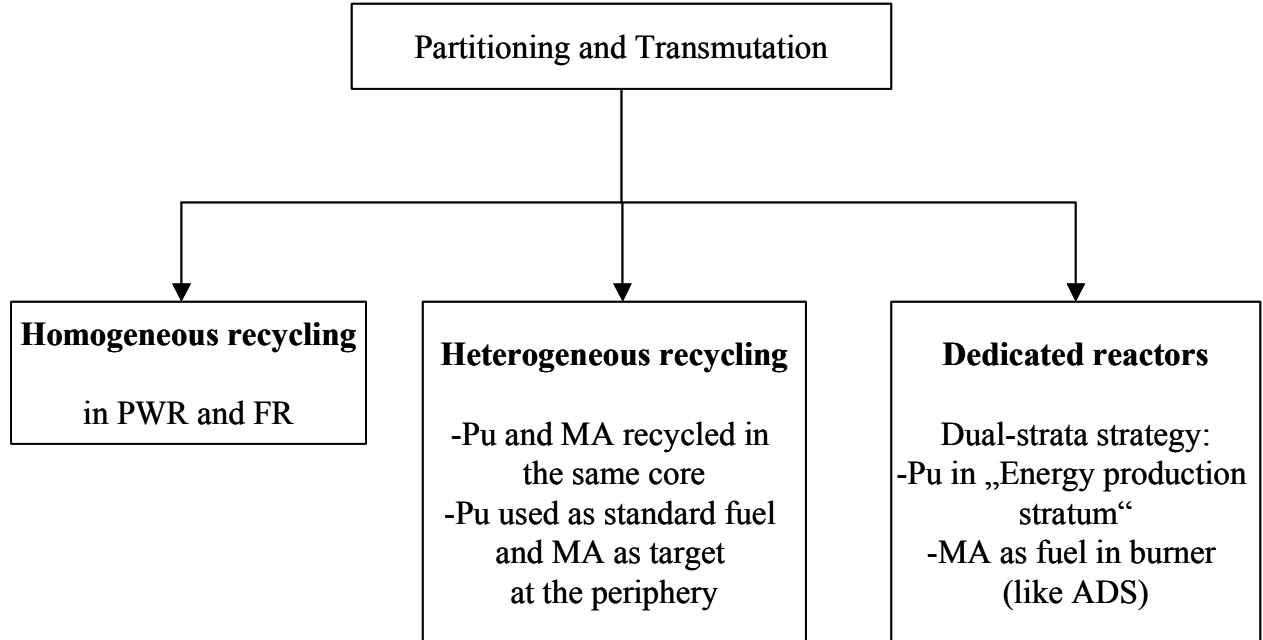 Partitioning and Transmutation
Homogeneous recycling
in PWR and FR
Heterogeneous recycling
-Pu and MA recycled in
the same core
-Pu used as standard fuel
and MA as target
at the periphery
Dedicated reactors
Dual-strata strategy:
-Pu in „Energy production
stratum“
-MA as fuel in burner
(like ADS)